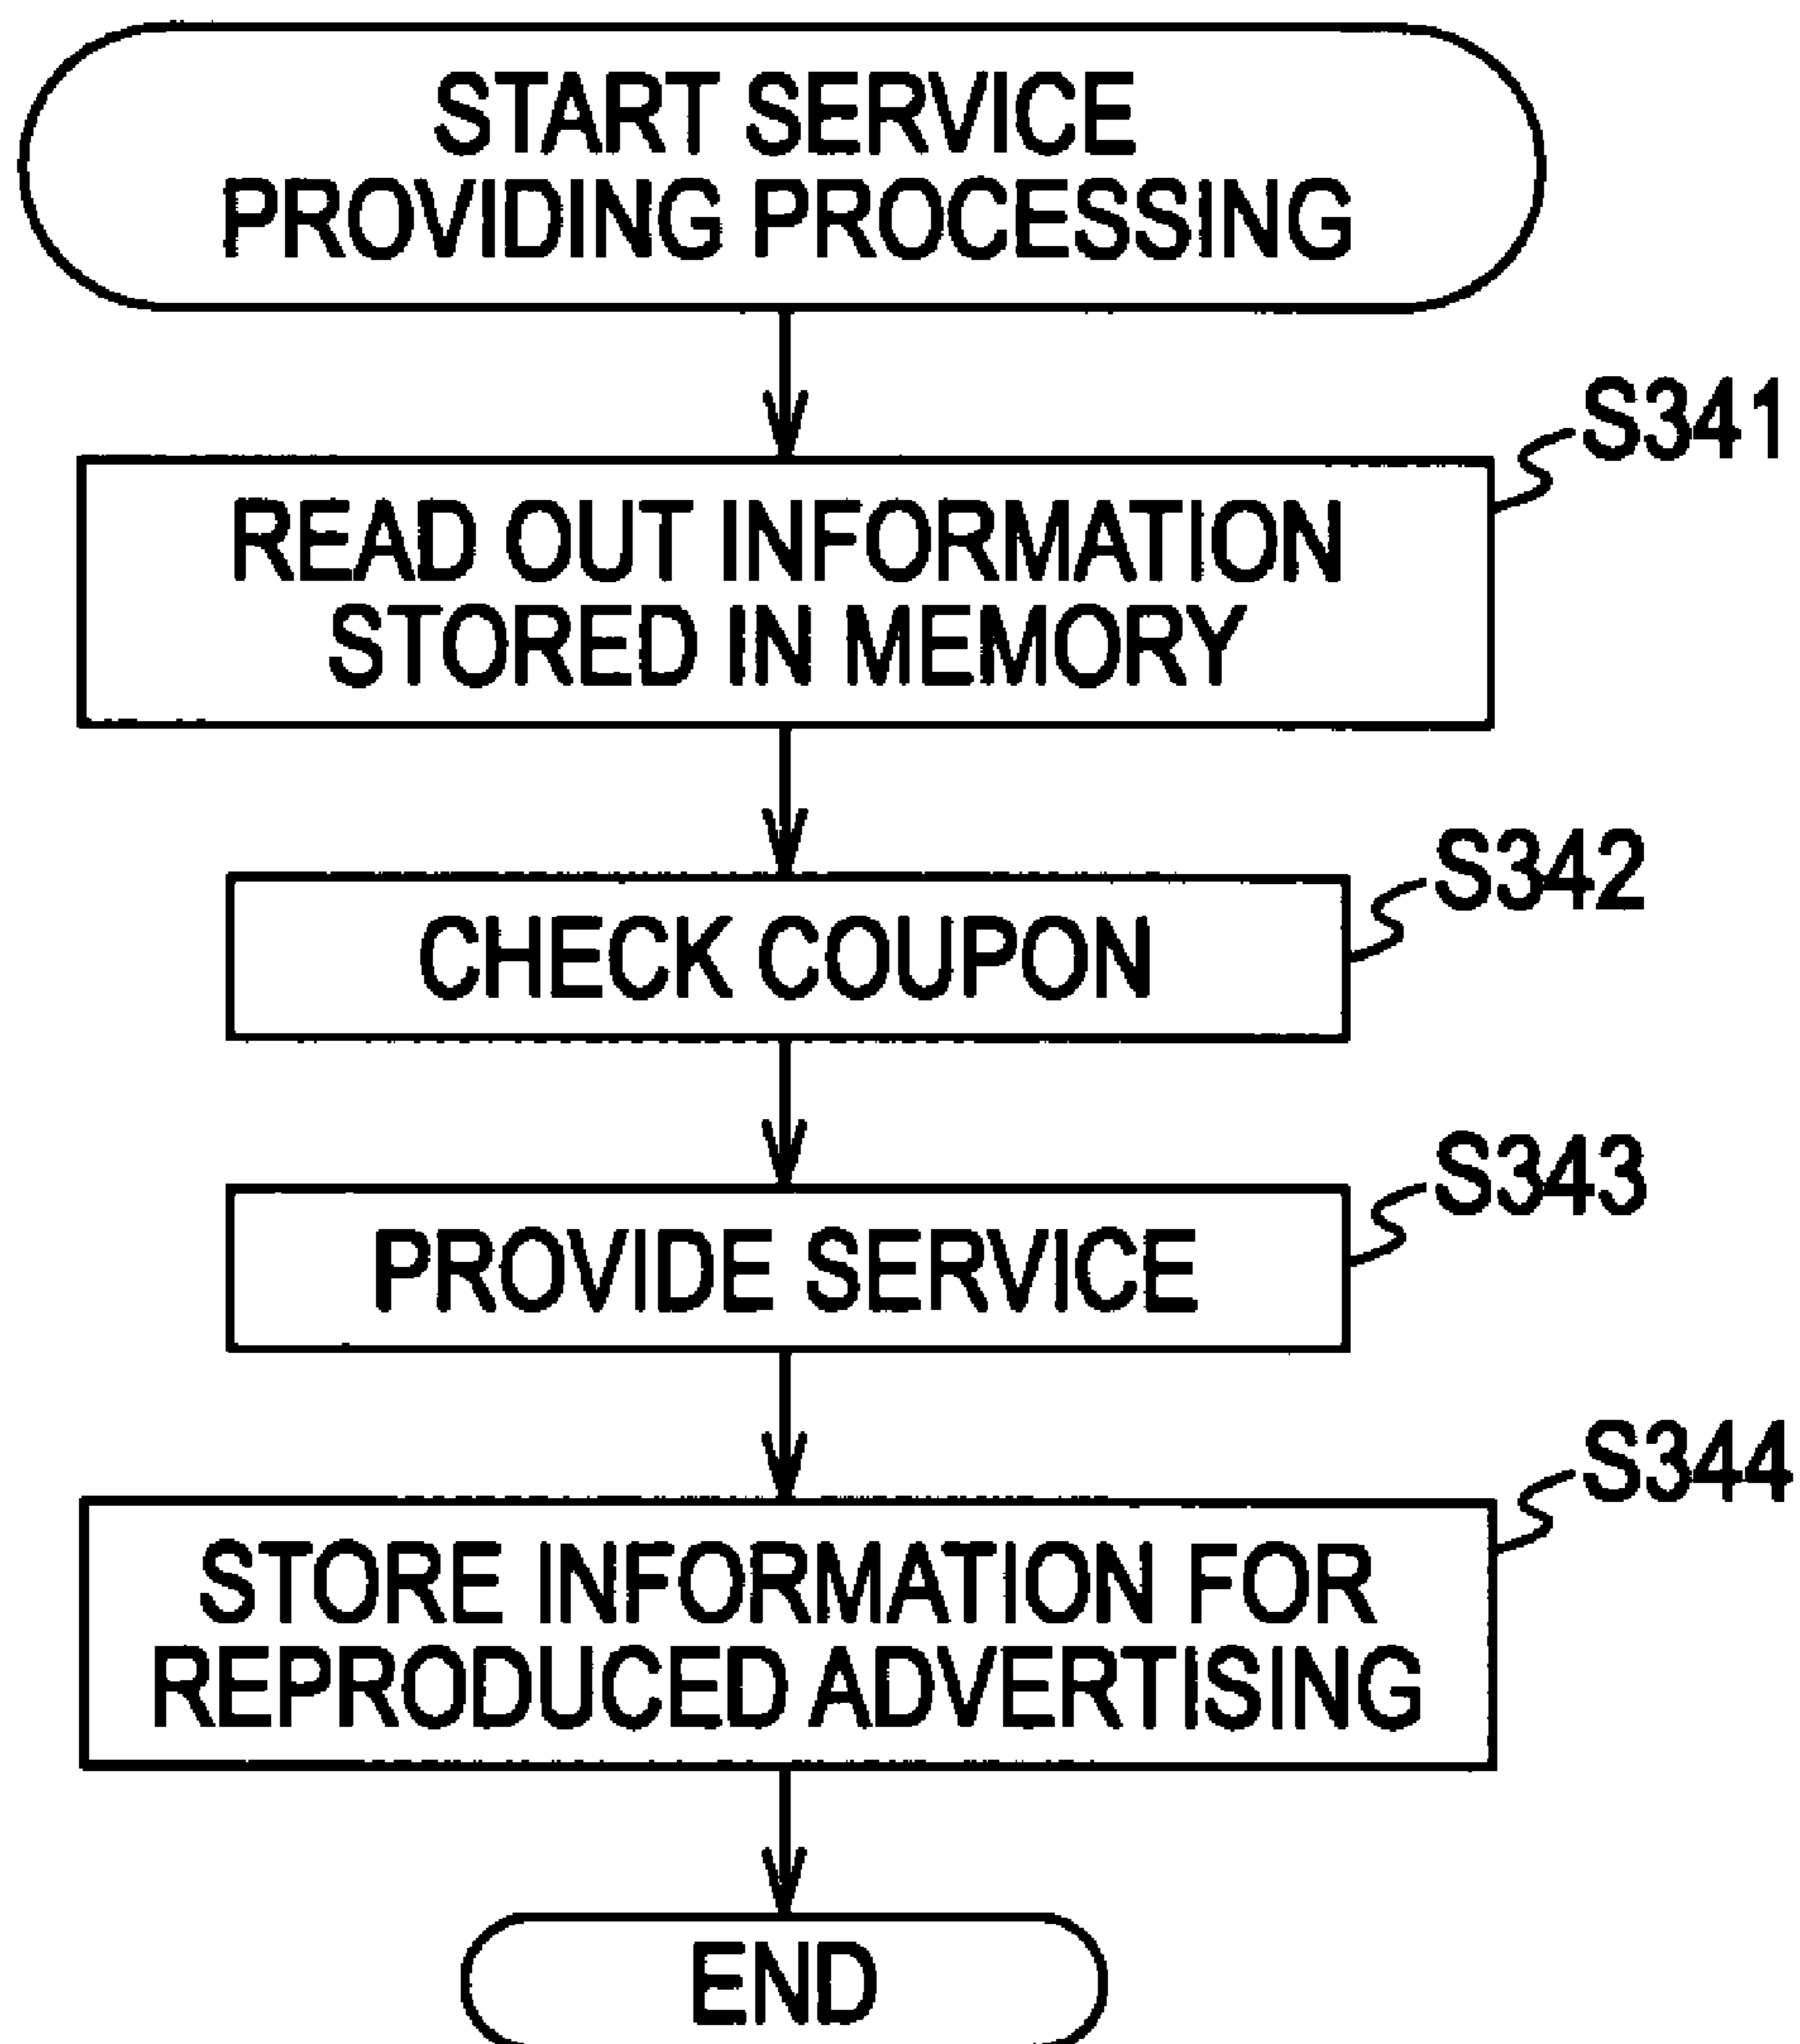 START SERVICE
PROVIDING PROCESSING
S341
READ OUT INFORMATION
STORED IN MEMORY
S342
CHECK COUPON
S343
PROVIDE SERVICE
S344
STORE INFORMATION FOR
REPRODUCED ADVERTISING
END